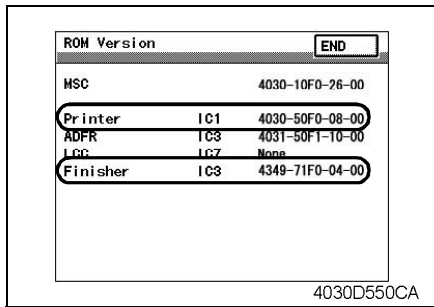 ROM Version END
MSC 4030-10F0-26-00
Printer IC1 4030-50F0-08-00
ADFR IC3 4031-50F1-10-00
LCC IC7 None
Finisher IC3 4349-71F0-04-00
4030D550CA